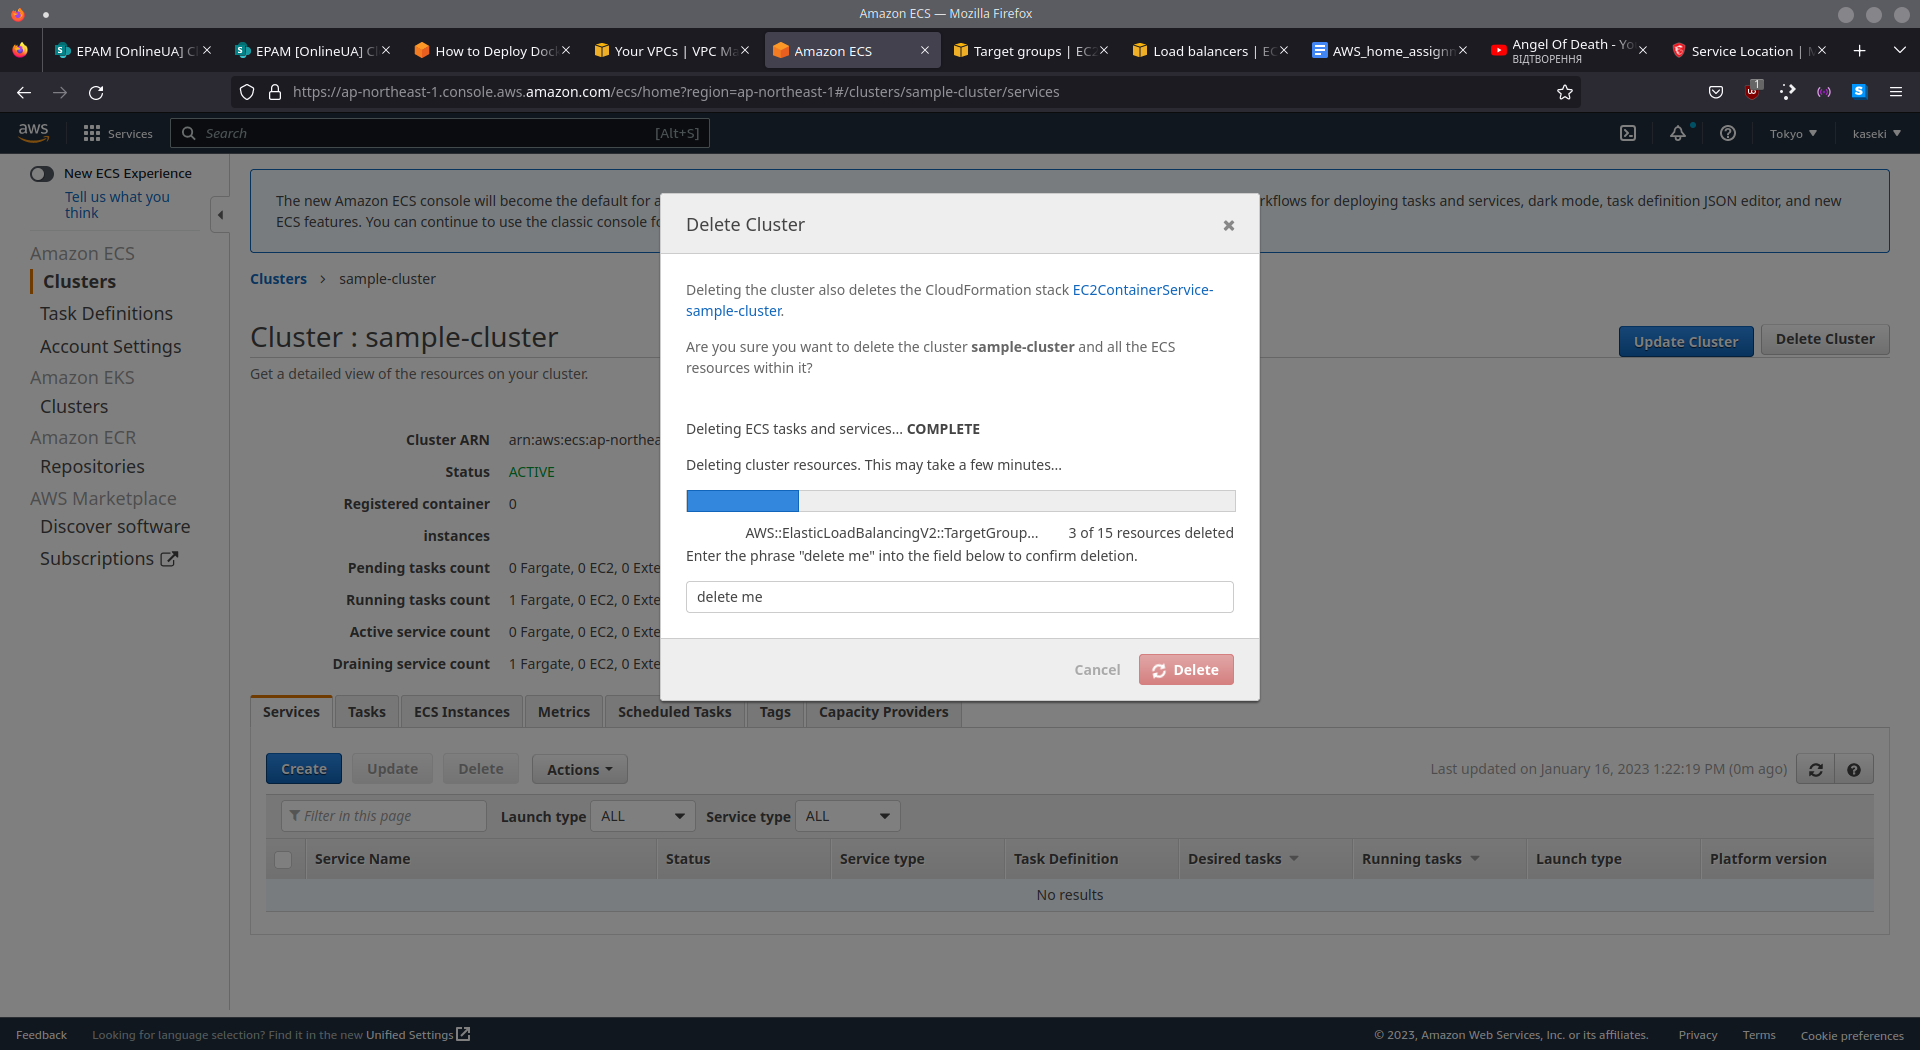 Amazon ECS — Mozilla Firefox
EPAM [OnlineUA]
EPAM [OnlineUA]
How to Deploy
Your VPCs | VPC
Amazon ECS
Target groups |
Load balancers |
Angel Of Death -
ВІДТВОРЕННЯ
Service Location |
https://ap-northeast-1.console.aws.amazon.com/ecs/home?region=ap-northeast-1#/clusters/sample-cluster/services
1
S
aws
Services
Search
[Alt+S]
Tokyo
kaseki
New ECS Experience
Tell us what you
think
Amazon ECS
Clusters
Task Definitions
Account Settings
Amazon EKS
Clusters
Amazon ECR
Repositories
AWS Marketplace
Discover software
Subscriptions
The new Amazon ECS console will become the default for
for deploying tasks and services, dark mode, task definition JSON editor, and new
ECS features. You can continue to use the classic console
Clusters > sample-cluster
Cluster : sample-cluster
Update Cluster
Delete Cluster
Get a detailed view of the resources on your cluster.
Cluster ARN
Status ACTIVE
Registered container 0
instances
Pending tasks count 0 Fargate, 0 EC2, 0
Running tasks count 1 Fargate, 0 EC2, 0
Active service count 0 Fargate, 0 EC2, 0
Draining service count 1 Fargate, 0 EC2, 0
Delete Cluster
Deleting the cluster also deletes the CloudFormation stack EC2ContainerService-
sample-cluster.
Are you sure you want to delete the cluster sample-cluster and all the ECS
resources within it?
Deleting ECS tasks and services... COMPLETE
Deleting cluster resources. This may take a few minutes...
AWS::ElasticLoadBalancingV2::TargetGroup... 3 of 15 resources deleted
Enter the phrase "delete me" into the field below to confirm deletion.
delete me
Cancel
Delete
Services
Tasks
ECS Instances
Metrics
Scheduled Tasks
Tags
Capacity Providers
Create
Update
Delete
Actions
Last updated on January 16, 2023 1:22:19 PM (0m ago)
Filter in this page
Launch type ALL
Service type ALL
Service Name
Status
Service type
Task Definition
Desired tasks
Running tasks
Launch type
Platform version
No results
Feedback
Looking for language selection? Find it in the new Unified Settings
© 2023, Amazon Web Services, Inc. or its affiliates.
Privacy
Terms
Cookie preferences